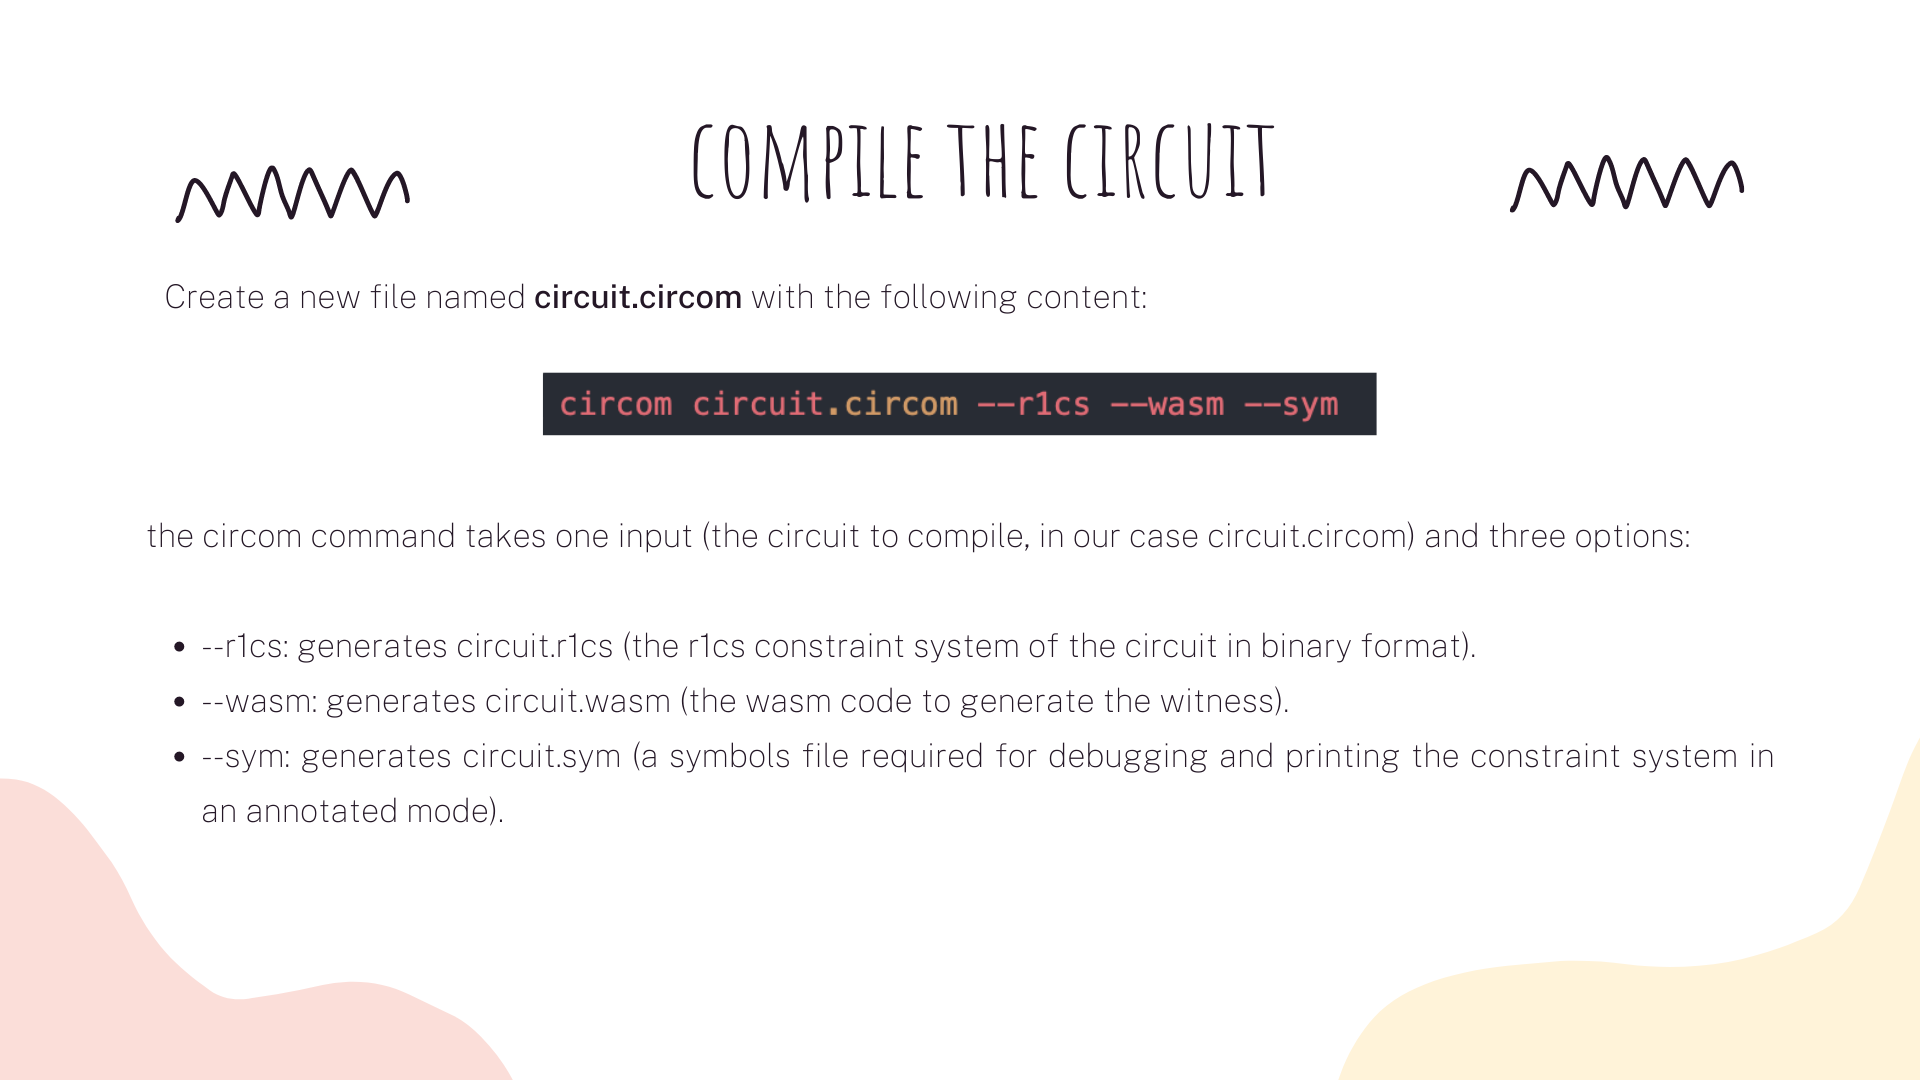 COMPILE THE CIRCUIT
Create a new file named circuit.circom with the following content:
circom circuit.circom --r1cs --wasm --sym
the circom command takes one input (the circuit to compile, in our case circuit.circom) and three options:
• --r1cs: generates circuit.r1cs (the r1cs constraint system of the circuit in binary format).
• --wasm: generates circuit.wasm (the wasm code to generate the witness).
• --sym: generates circuit.sym (a symbols file required for debugging and printing the constraint system in
an annotated mode).